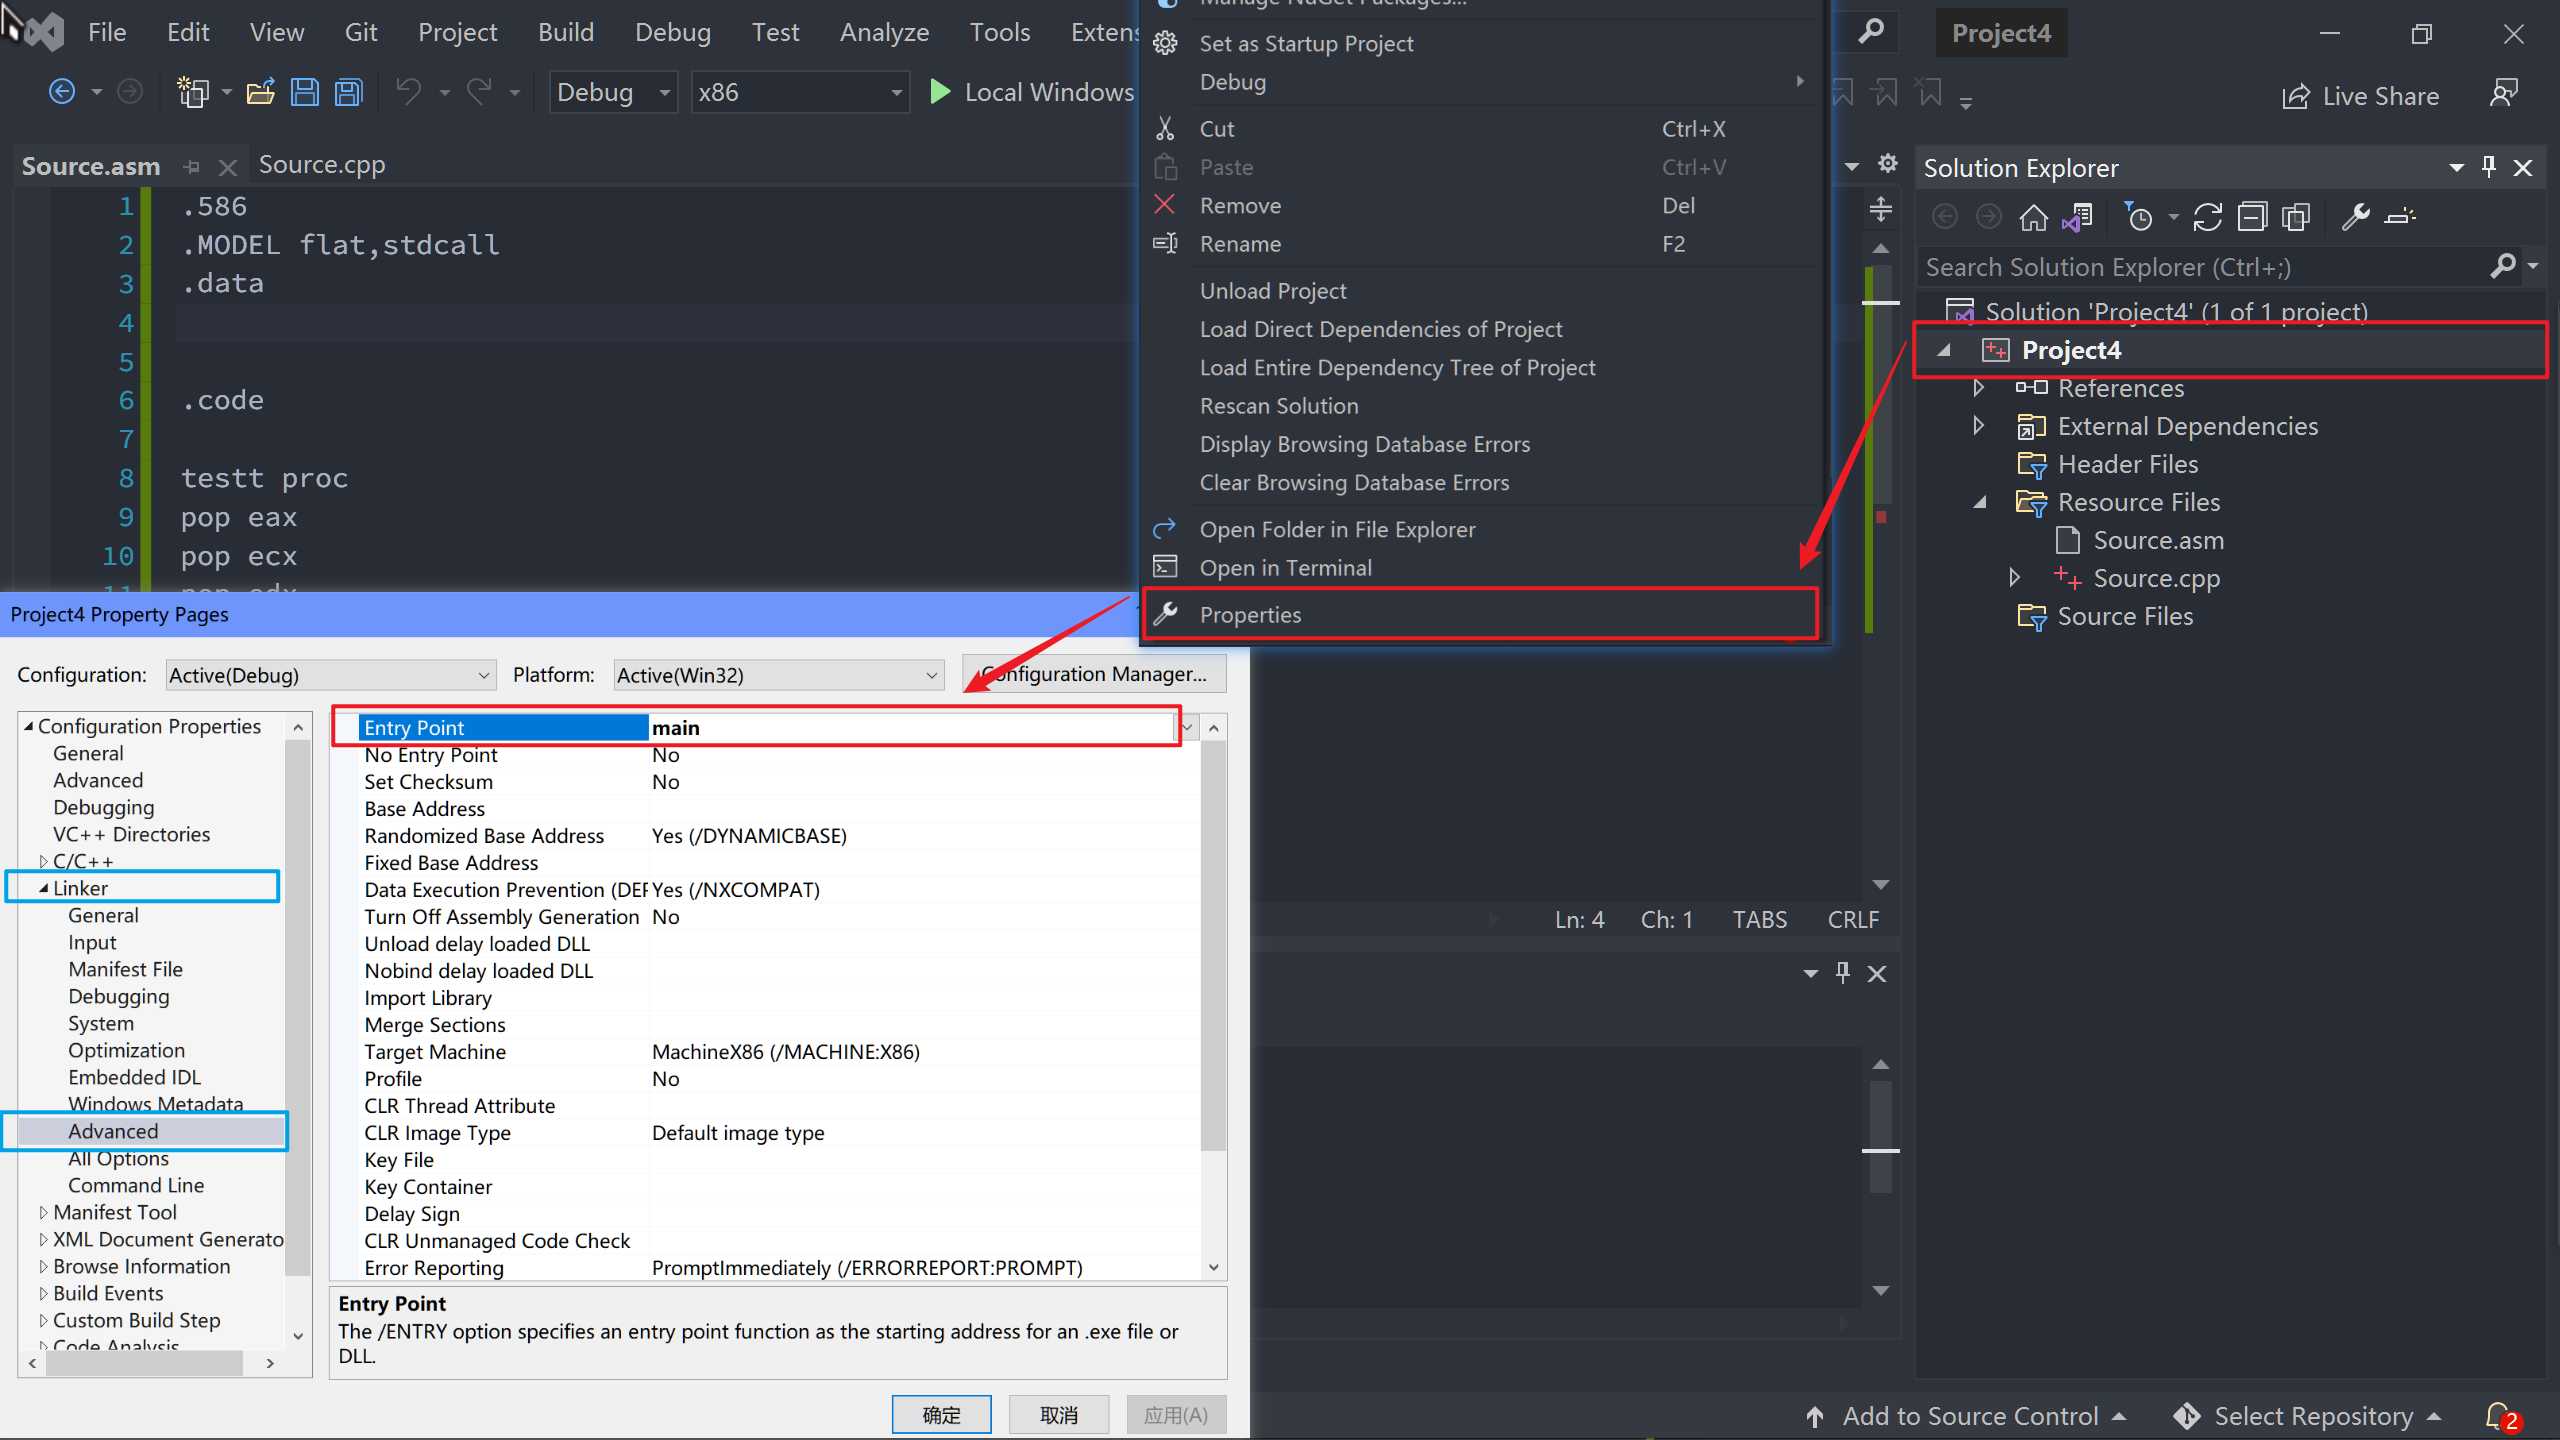 File Edit View Git Project Build Debug Test Analyze Tools Extens
Project4
Debug x86 Local Windows
Live Share
Source.asm Source.cpp
1 .586
2 .MODEL flat,stdcall
3 .data
4
5
6 .code
7
8 testt proc
9 pop eax
10 pop ecx
Manage NuGet Packages...
Set as Startup Project
Debug
Cut Ctrl+X
Paste Ctrl+V
Remove Del
Rename F2
Unload Project
Load Direct Dependencies of Project
Load Entire Dependency Tree of Project
Rescan Solution
Display Browsing Database Errors
Clear Browsing Database Errors
Open Folder in File Explorer
Open in Terminal
Properties
Solution Explorer
Search Solution Explorer (Ctrl+;)
Solution 'Project4' (1 of 1 project)
Project4
References
External Dependencies
Header Files
Resource Files
Source.asm
Source.cpp
Source Files
Project4 Property Pages
Configuration: Active(Debug) Platform: Active(Win32) Configuration Manager...
Configuration Properties
General
Advanced
Debugging
VC++ Directories
C/C++
Linker
General
Input
Manifest File
Debugging
System
Optimization
Embedded IDL
Windows Metadata
Advanced
All Options
Command Line
Manifest Tool
XML Document Generato
Browse Information
Build Events
Custom Build Step
Code Analysis
Entry Point main
No Entry Point No
Set Checksum No
Base Address
Randomized Base Address Yes (/DYNAMICBASE)
Fixed Base Address
Data Execution Prevention (DEP Yes (/NXCOMPAT)
Turn Off Assembly Generation No
Unload delay loaded DLL
Nobind delay loaded DLL
Import Library
Merge Sections
Target Machine MachineX86 (/MACHINE:X86)
Profile No
CLR Thread Attribute
CLR Image Type Default image type
Key File
Key Container
Delay Sign
CLR Unmanaged Code Check
Error Reporting PromptImmediately (/ERRORREPORT:PROMPT)
Entry Point
The /ENTRY option specifies an entry point function as the starting address for an .exe file or
DLL.
确定 取消 应用(A)
Ln: 4 Ch: 1 TABS CRLF
Add to Source Control Select Repository 2